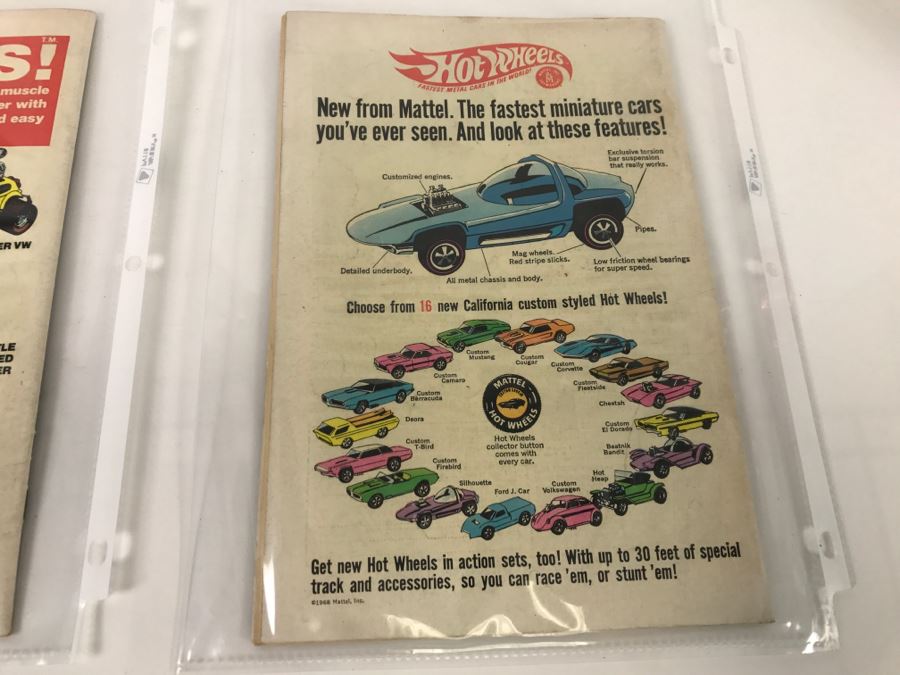 S!
T.M.
muscle
er with
d easy
ER VW
TLE
ED
ER
HOT WHEELS
FASTEST METAL CARS IN THE WORLD!
New from Mattel. The fastest miniature cars
you've ever seen. And look at these features!
Exclusive torsion
bar suspension
that really works.
Customized engines.
Pipes.
Mag wheels.
Red stripe slicks.
Low friction wheel bearings
for super speed.
Detailed underbody.
All metal chassis and body.
Choose from 16 new California custom styled Hot Wheels!
Custom
Mustang
Custom
Cougar
Custom
Corvette
Custom
Camaro
Custom
Fleetside
Custom
Barracuda
Cheetah
Deora
Custom
El Dorado
Custom
T-Bird
Beatnik
Bandit
Custom
Firebird
Hot
Heap
Silhouette
Ford J. Car
Custom
Volkswagen
MATTEL
HOT WHEELS
Hot Wheels
collector button
comes with
every car.
Get new Hot Wheels in action sets, too! With up to 30 feet of special
track and accessories, so you can race 'em, or stunt 'em!
©1968 Mattel, Inc.